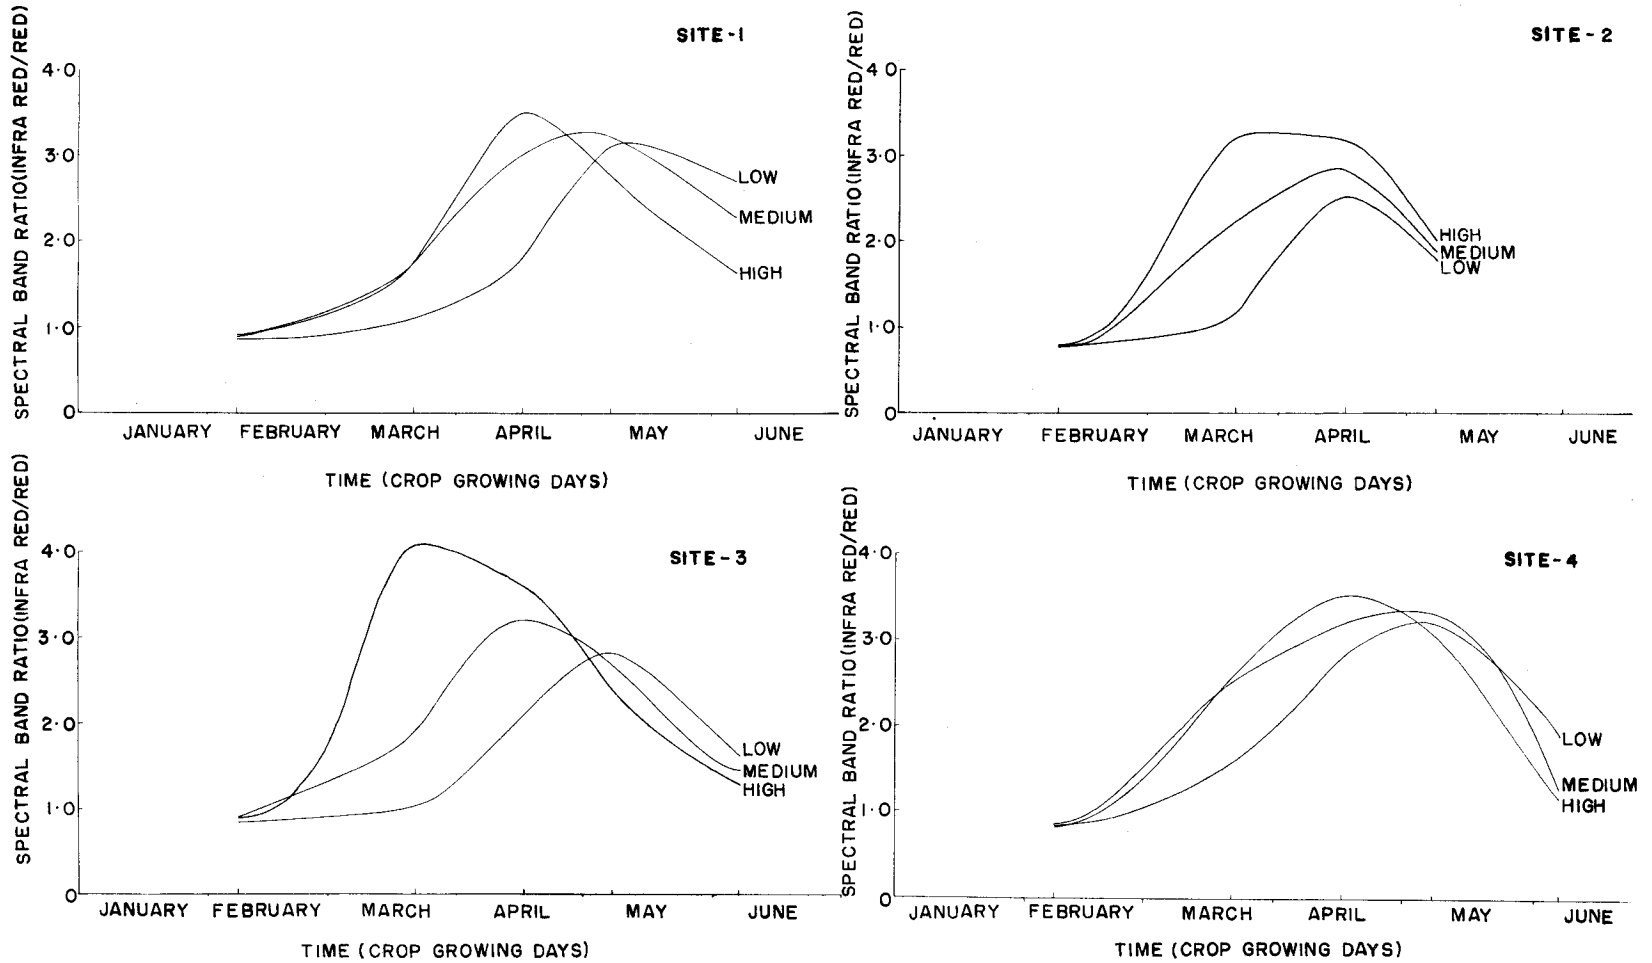 SITE-1
SPECTRAL BAND RATIO(INFRA RED/RED)
4·0
3·0
2·0
1·0
0
LOW
MEDIUM
HIGH
JANUARY FEBRUARY MARCH APRIL MAY JUNE
TIME (CROP GROWING DAYS)
SITE-2
SPECTRAL BAND RATIO(INFRA RED/RED)
4 0
3·0
2·0
1·0
0
HIGH
MEDIUM
LOW
JANUARY FEBRUARY MARCH APRIL MAY JUNE
TIME (CROP GROWING DAYS)
SITE-3
SPECTRAL BAND RATIO(INFRA RED/RED)
4·0
3·0
2·0
1·0
0
LOW
MEDIUM
HIGH
JANUARY FEBRUARY MARCH APRIL MAY JUNE
TIME (CROP GROWING DAYS)
SITE-4
SPECTRAL BAND RATIO(INFRA RED/RED)
4·0
3·0
2·0
1·0
0
LOW
MEDIUM
HIGH
JANUARY FEBRUARY MARCH APRIL MAY JUNE
TIME (CROP GROWING DAYS)